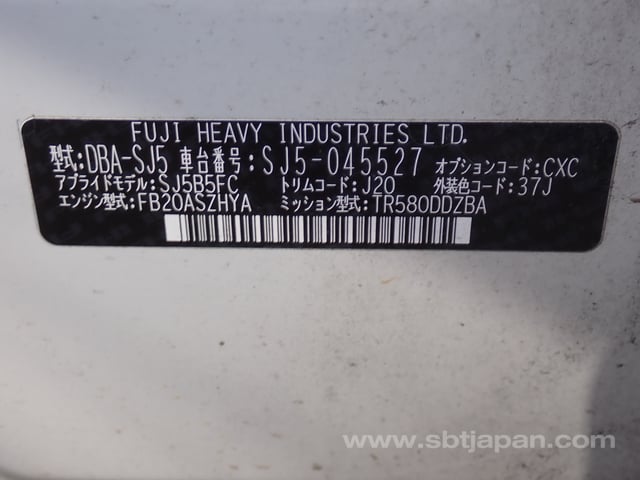 FUJI HEAVY INDUSTRIES LTD.
型式:DBA-SJ5 車台番号:SJ5-045527 オプションコード:CXC
アプライドモデル:SJ5B5FC トリムコード:J20 外装色コード:37J
エンジン型式:FB20ASZHYA ミッション型式:TR580DDZBA
www.sbtjapan.com